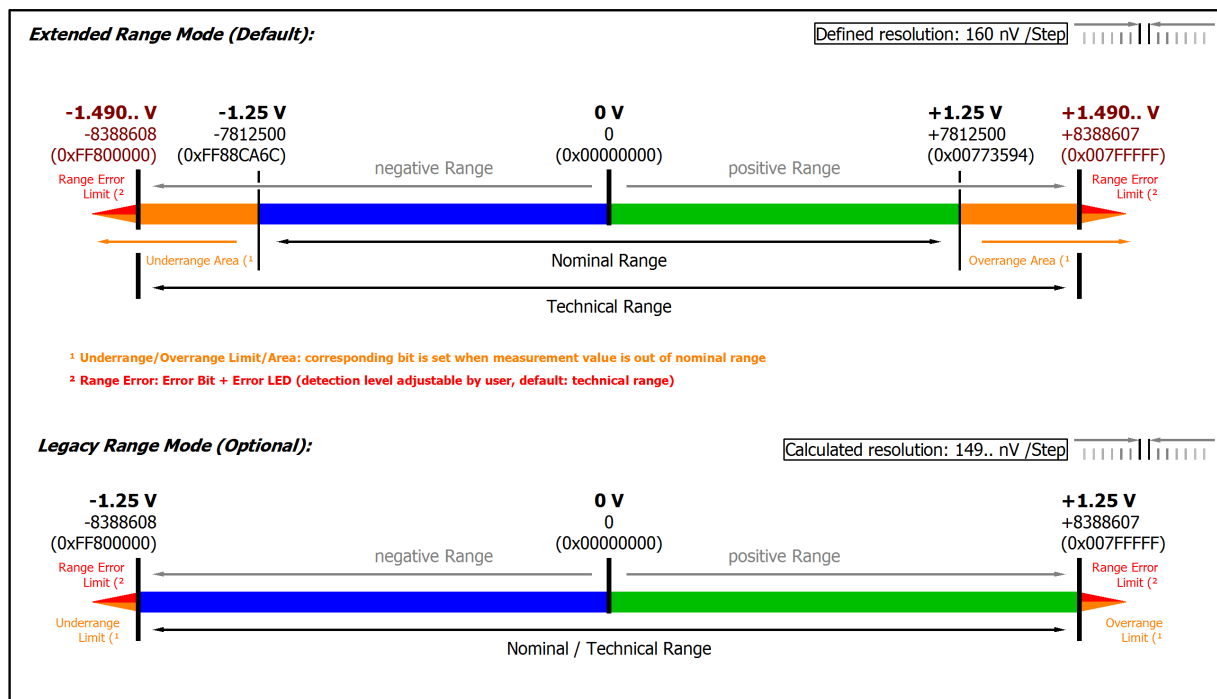 Extended Range Mode (Default):
Defined resolution: 160 nV /Step
-1.490.. V
-8388608
(0xFF800000)
-1.25 V
-7812500
(0xFF88CA6C)
0 V
0
(0x00000000)
+1.25 V
+7812500
(0x00773594)
+1.490.. V
+8388607
(0x007FFFFF)
negative Range
positive Range
Range Error
Limit (²
Range Error
Limit (²
Underrange Area (¹
Nominal Range
Overrange Area (¹
Technical Range
¹ Underrange/Overrange Limit/Area: corresponding bit is set when measurement value is out of nominal range
² Range Error: Error Bit + Error LED (detection level adjustable by user, default: technical range)
Legacy Range Mode (Optional):
Calculated resolution: 149.. nV /Step
-1.25 V
-8388608
(0xFF800000)
0 V
0
(0x00000000)
+1.25 V
+8388607
(0x007FFFFF)
negative Range
positive Range
Range Error
Limit (²
Range Error
Limit (²
Underrange
Limit (¹
Overrange
Limit (¹
Nominal / Technical Range